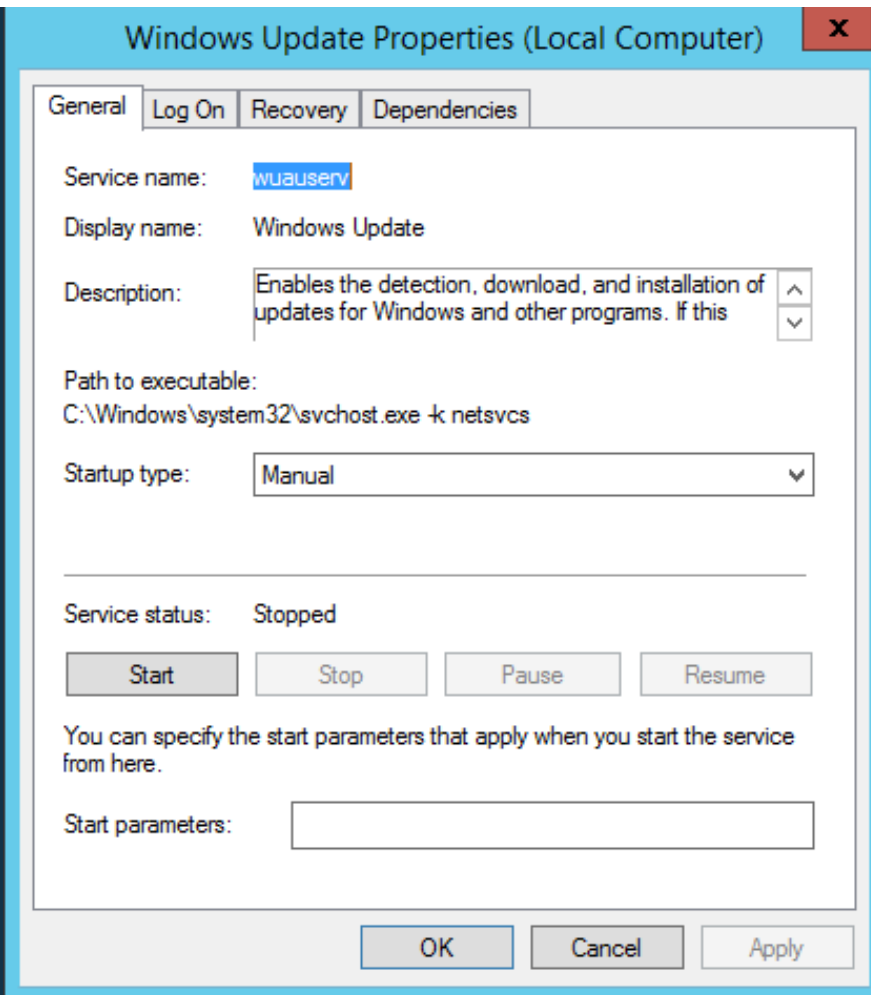 Windows Update Properties (Local Computer)
x
General Log On Recovery Dependencies
Service name: wuauserv
Display name: Windows Update
Description: Enables the detection, download, and installation of
updates for Windows and other programs. If this
Path to executable:
C:\Windows\system32\svchost.exe -k netsvcs
Startup type: Manual
Service status: Stopped
Start Stop Pause Resume
You can specify the start parameters that apply when you start the service
from here.
Start parameters:
OK Cancel Apply